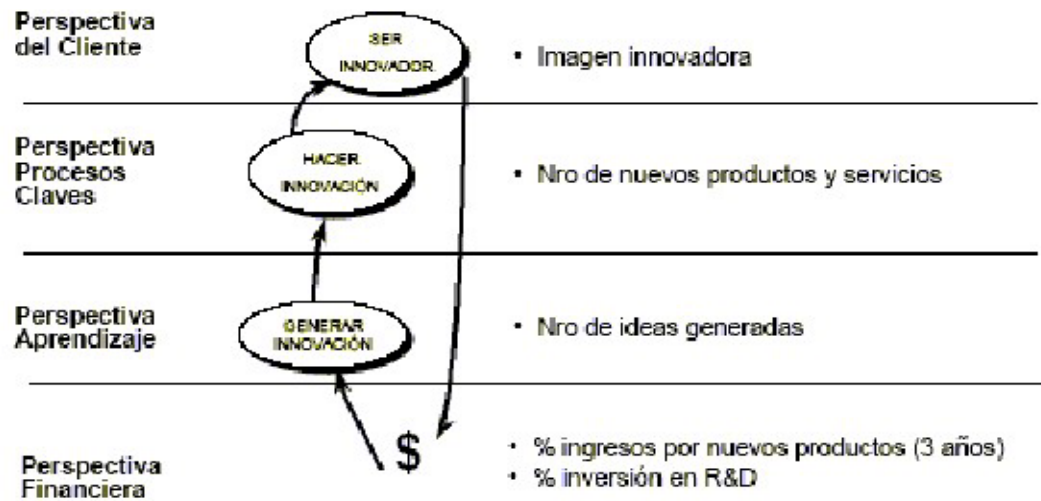 Perspectiva
del Cliente
SER
INNOVADOR
• Imagen innovadora
Perspectiva
Procesos
Claves
HACER
INNOVACIÓN
• Nro de nuevos productos y servicios
Perspectiva
Aprendizaje
GENERAR
INNOVACIÓN
• Nro de ideas generadas
Perspectiva
Financiera
$
• % ingresos por nuevos productos (3 años)
• % inversión en R&D